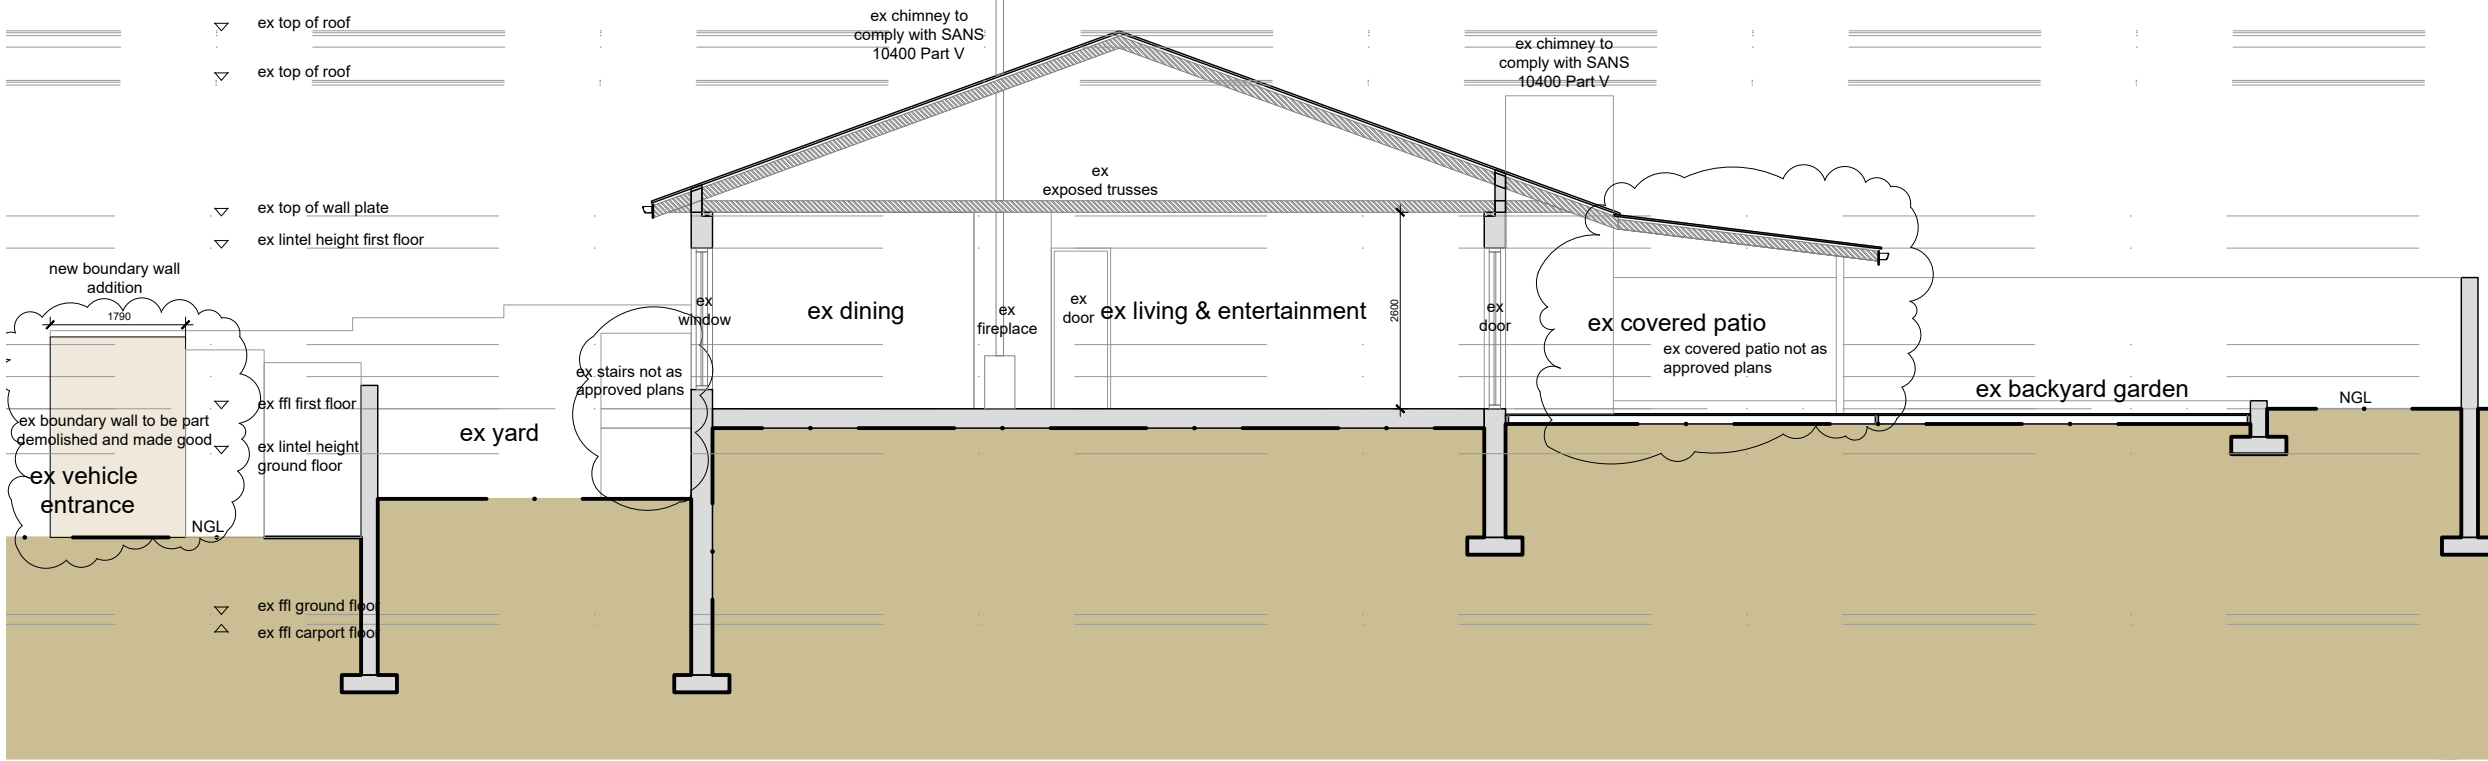 ex top of roof
ex top of roof
ex chimney to
comply with SANS
10400 Part V
ex chimney to
comply with SANS
10400 Part V
ex
exposed trusses
ex top of wall plate
ex lintel height first floor
new boundary wall
addition
1790
ex
window
ex dining
ex
fireplace
ex
door
ex living & entertainment
2600
ex
door
ex covered patio
ex covered patio not as
approved plans
ex stairs not as
approved plans
ex backyard garden
NGL
ex ffl first floor
ex boundary wall to be part
demolished and made good
ex yard
ex lintel height
ground floor
ex vehicle
entrance
NGL
ex ffl ground floor
ex ffl carport floor